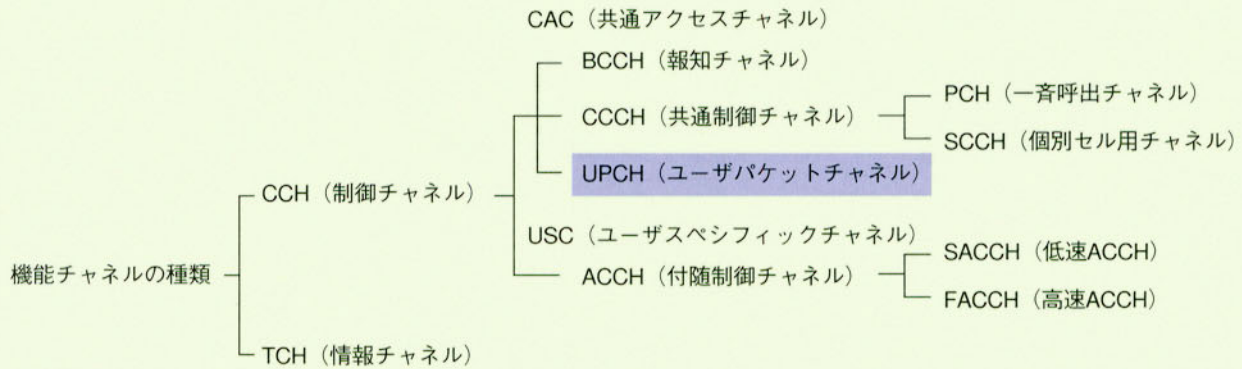 CAC（共通アクセスチャネル）
BCCH（報知チャネル）
CCCH（共通制御チャネル）
PCH（一斉呼出チャネル）
SCCH（個別セル用チャネル）
UPCH（ユーザパケットチャネル）
CCH（制御チャネル）
USC（ユーザスペシフィックチャネル）
ACCH（付随制御チャネル）
SACCH（低速ACCH）
FACCH（高速ACCH）
機能チャネルの種類
TCH（情報チャネル）